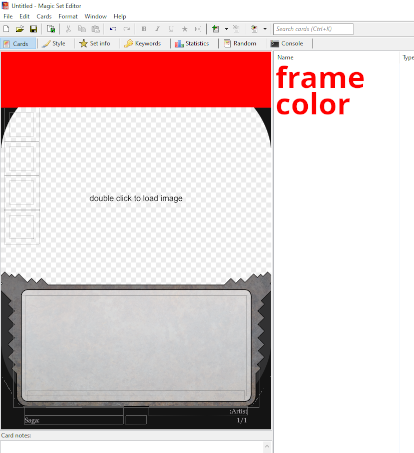 Untitled - Magic Set Editor
File Edit Cards Format Window Help
Search cards (Ctrl+K)
Cards Style Set info Keywords Statistics Random Console
Name Type
frame
color
double click to load image
(Artist)
Saga: 1/1
Card notes: